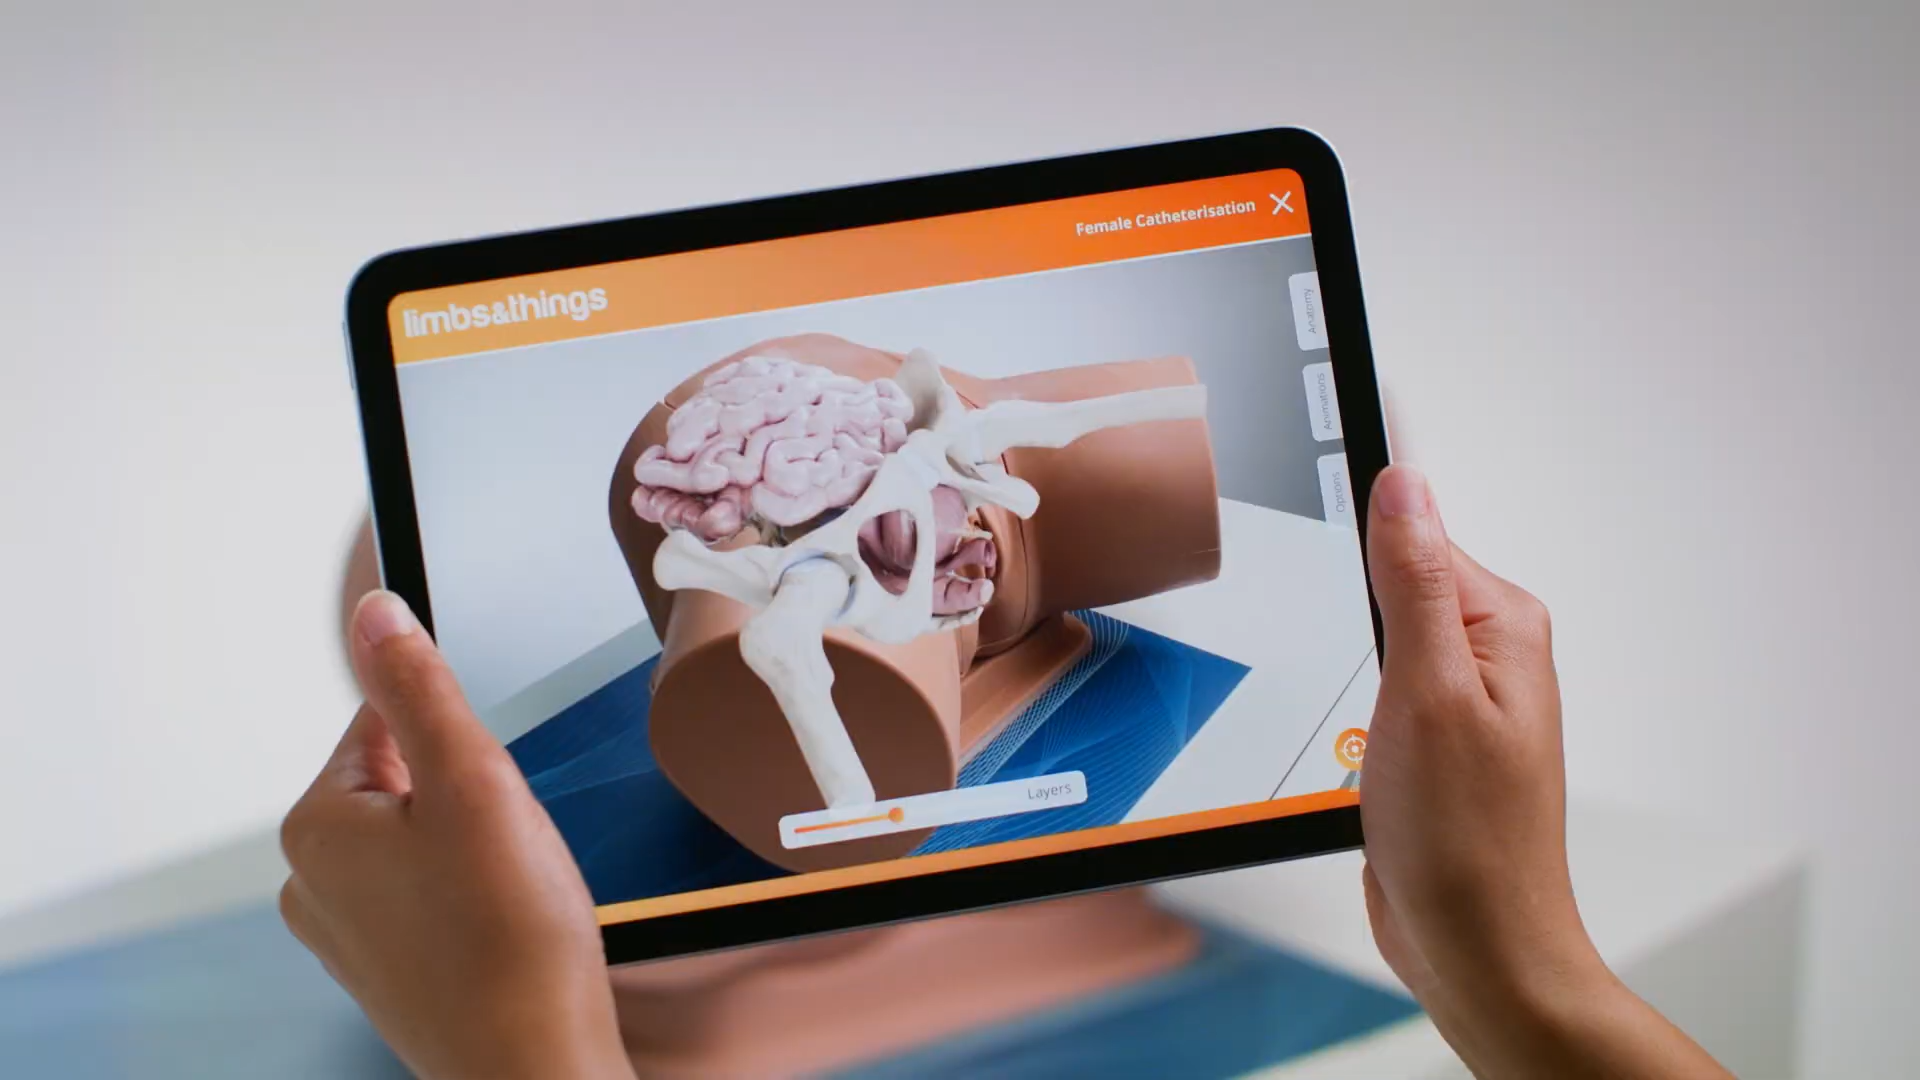 Female Catheterisation
limbs&things
Anatomy
Animations
Options
Layers